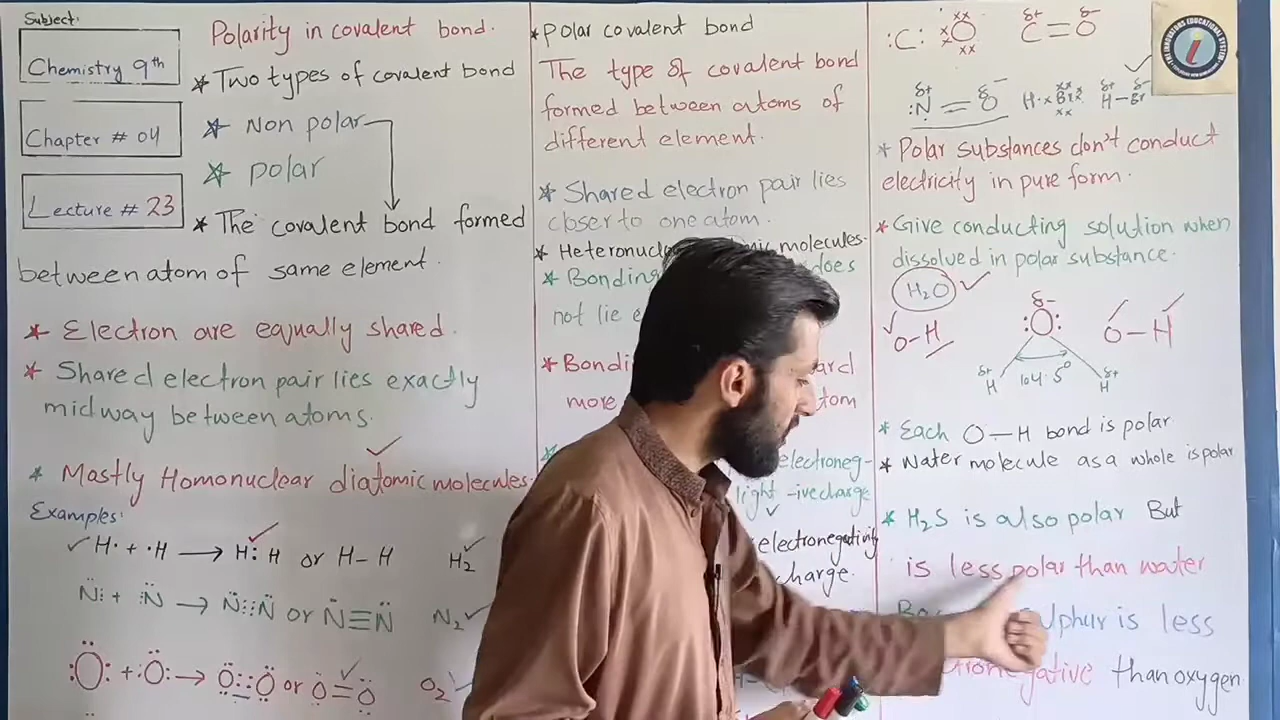 Subject:
Chemistry 9th
Chapter # 04
Lecture # 23
Polarity in covalent bond.
* Two types of covalent bond
* Non polar
* polar
* The covalent bond formed
between atom of same element.
* Electron are equally shared.
* Shared electron pair lies exactly
midway between atoms.
* Mostly Homonuclear diatomic molecules.
Examples:
H· + ·H → H:H or H–H H2
N⫶ + ⫶N → N⫶⫶N or N≡N N2
:O: + :O: → O::O or O=O O2
* polar covalent bond
The type of covalent bond
formed between atoms of
different element.
* Shared electron pair lies
closer to one atom.
* molecules.
* Bonding does
not lie
*
more atom
* electroneg-
light -ive charge
electronegativity
charge.
:C: O C=O
δ+ δ-
:N=O H·xBr H–Br
δ+ δ- δ+ δ-
* Polar substances don't conduct
electricity in pure form.
* Give conducting solution when
dissolved in polar substance.
H2O
O–H
δ-
:O:
δ+ H 104.5° δ+ H
O–H
* Each O–H bond is polar
* Water molecule as a whole is polar
* H2S is also polar But
is less polar than water
is less
than oxygen